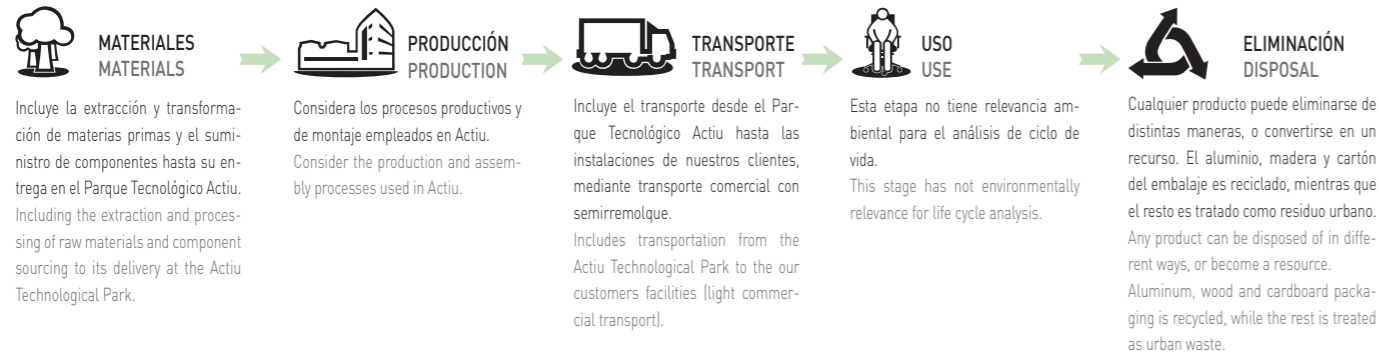 MATERIALES
MATERIALS
Incluye la extracción y transforma-
ción de materias primas y el sumi-
nistro de componentes hasta su en-
trega en el Parque Tecnológico Actiu.
Including the extraction and proces-
sing of raw materials and component
sourcing to its delivery at the Actiu
Technological Park.
PRODUCCIÓN
PRODUCTION
Considera los procesos productivos y
de montaje empleados en Actiu.
Consider the production and assem-
bly processes used in Actiu.
TRANSPORTE
TRANSPORT
Incluye el transporte desde el Par-
que Tecnológico Actiu hasta las
instalaciones de nuestros clientes,
mediante transporte comercial con
semirremolque.
Includes transportation from the
Actiu Technological Park to the our
customers facilities (light commer-
cial transport).
USO
USE
Esta etapa no tiene relevancia am-
biental para el análisis de ciclo de
vida.
This stage has not environmentally
relevance for life cycle analysis.
ELIMINACIÓN
DISPOSAL
Cualquier producto puede eliminarse de
distintas maneras, o convertirse en un
recurso. El aluminio, madera y cartón
del embalaje es reciclado, mientras que
el resto es tratado como residuo urbano.
Any product can be disposed of in diffe-
rent ways, or become a resource.
Aluminum, wood and cardboard packa-
ging is recycled, while the rest is treated
as urban waste.